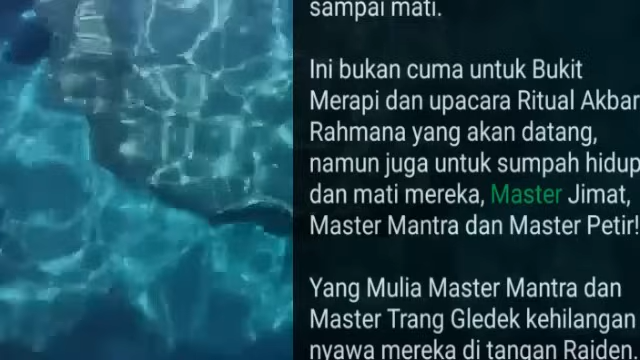 sampai mati.
Ini bukan cuma untuk Bukit
Merapi dan upacara Ritual Akbar
Rahmana yang akan datang,
namun juga untuk sumpah hidup
dan mati mereka, Master Jimat,
Master Mantra dan Master Petir!
Yang Mulia Master Mantra dan
Master Trang Gledek kehilangan
nyawa mereka di tangan Raiden.